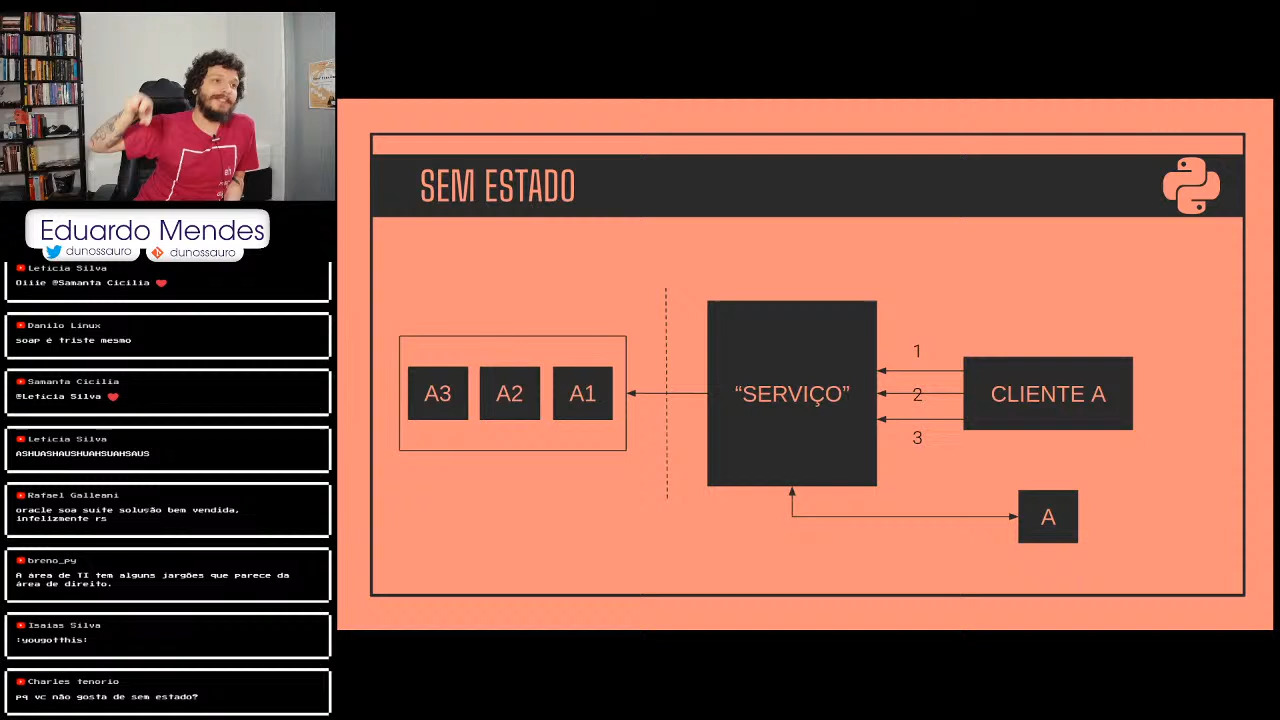 Eduardo Mendes
dunossauro
dunossauro
Leticia Silva
Oiiie @Samanta Cicilia
Danilo Linux
soap é triste mesmo
Samanta Cicilia
@Leticia Silva
Leticia Silva
ASHUASHAUSHUAHSUAHSAUS
Rafael Galleani
oracle soa suite solusão bem vendida,
infelizmente rs
breno_py
A área de TI tem alguns jargões que parece da
área de direito.
Isaias Silva
:yougotthis:
Charles tenorio
pq vc não gosta de sem estado?
SEM ESTADO
A3
A2
A1
“SERVIÇO”
1
2
3
CLIENTE A
A